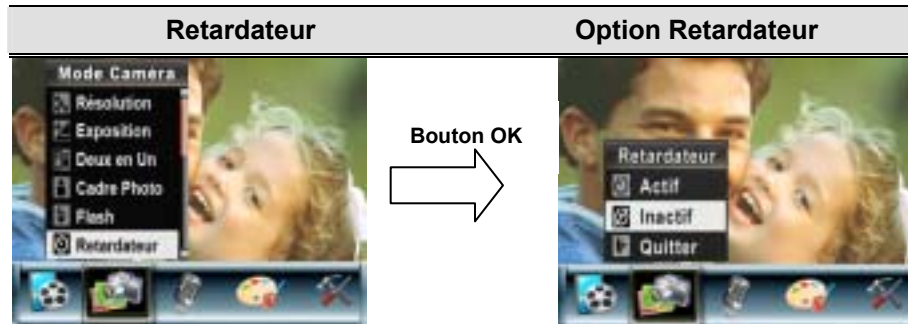 Retardateur
Option Retardateur
Mode Caméra
Résolution
Exposition
Deux en Un
Cadre Photo
Flash
Retardateur
Bouton OK
Retardateur
Actif
Inactif
Quitter